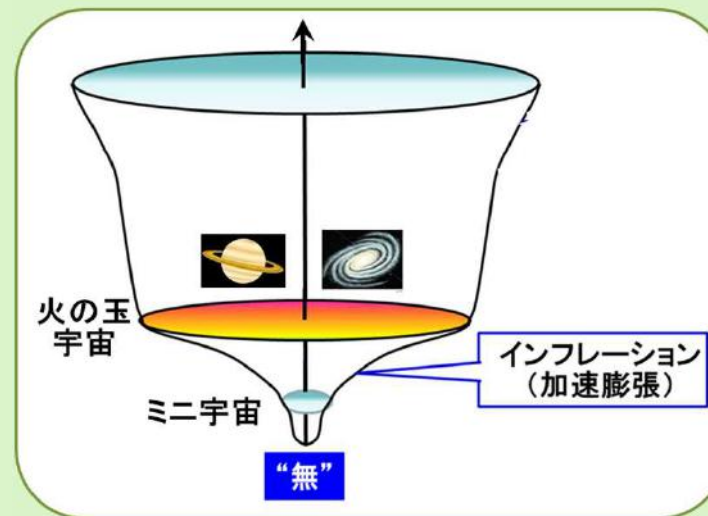 火の玉
宇宙
インフレーション
（加速膨張）
ミニ宇宙
“無”